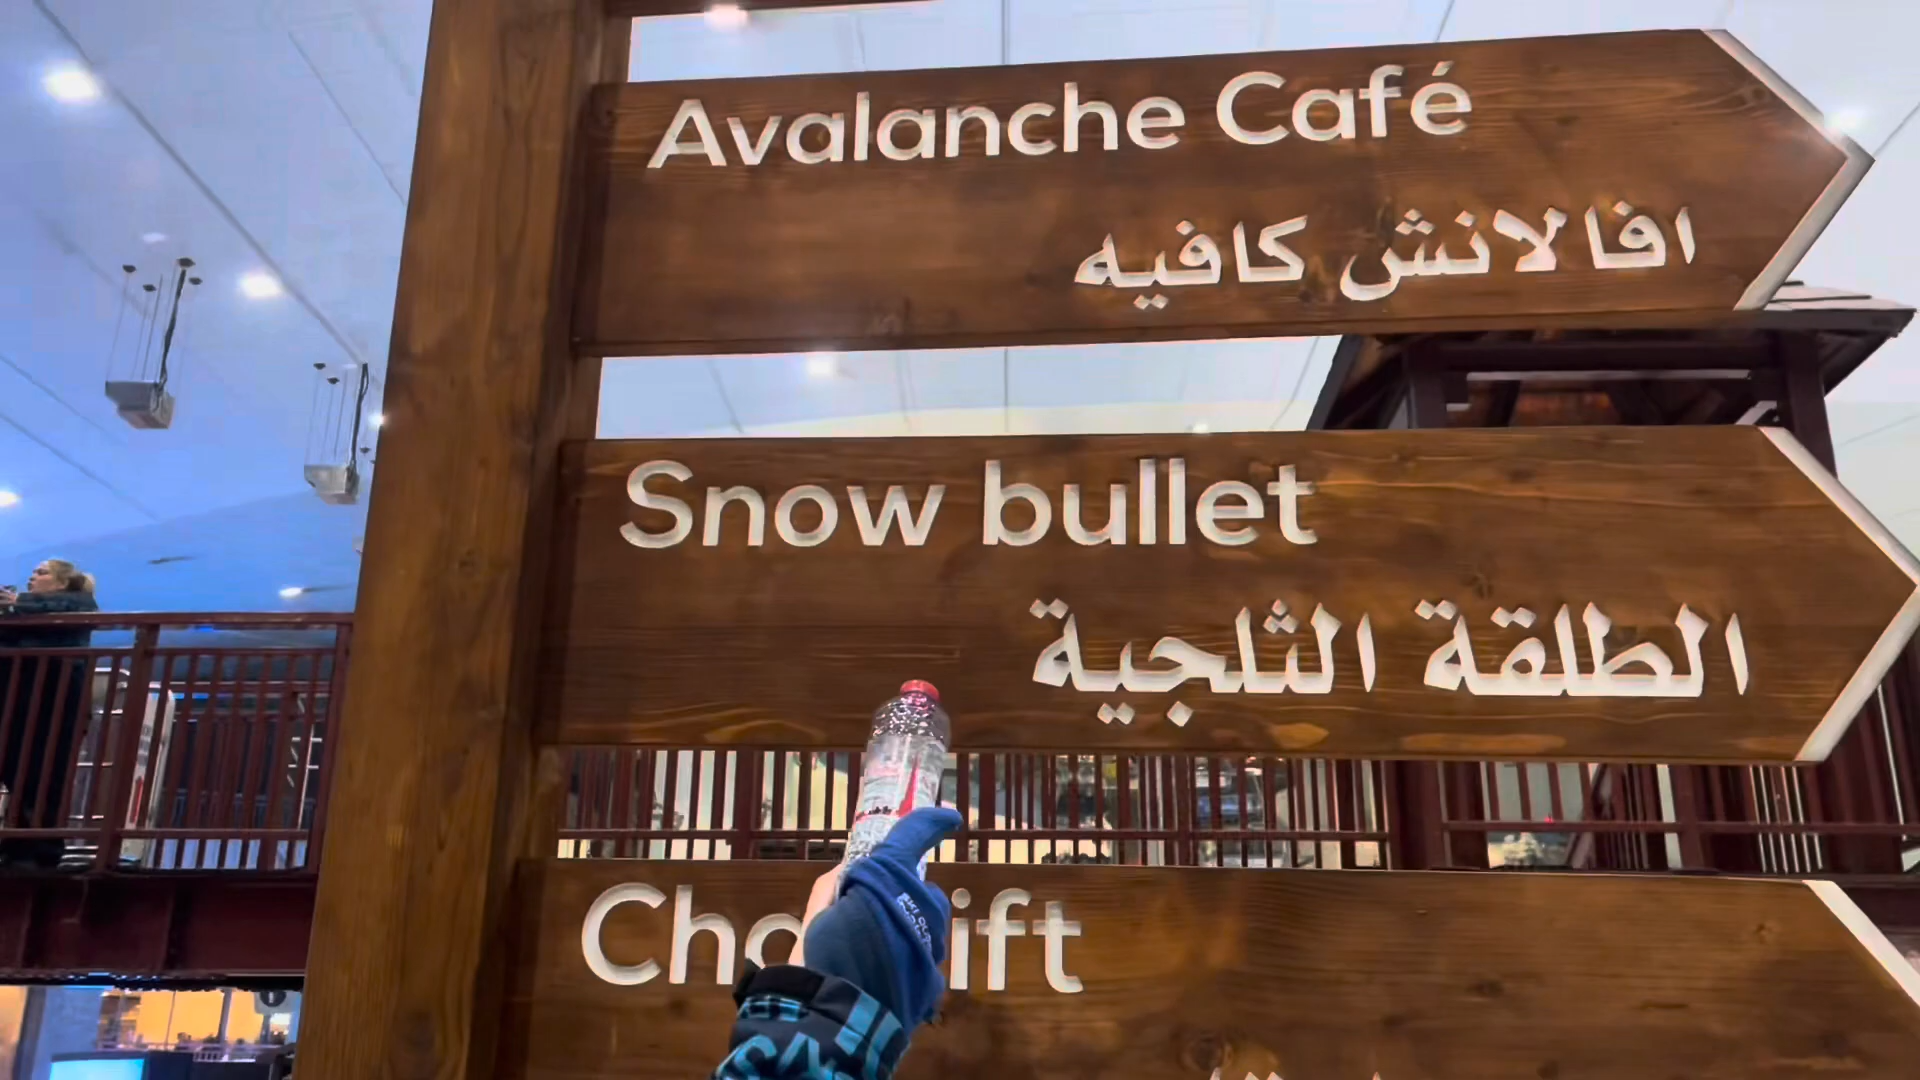 Avalanche Café
افالانش كافيه
Snow bullet
الطلقة الثلجية